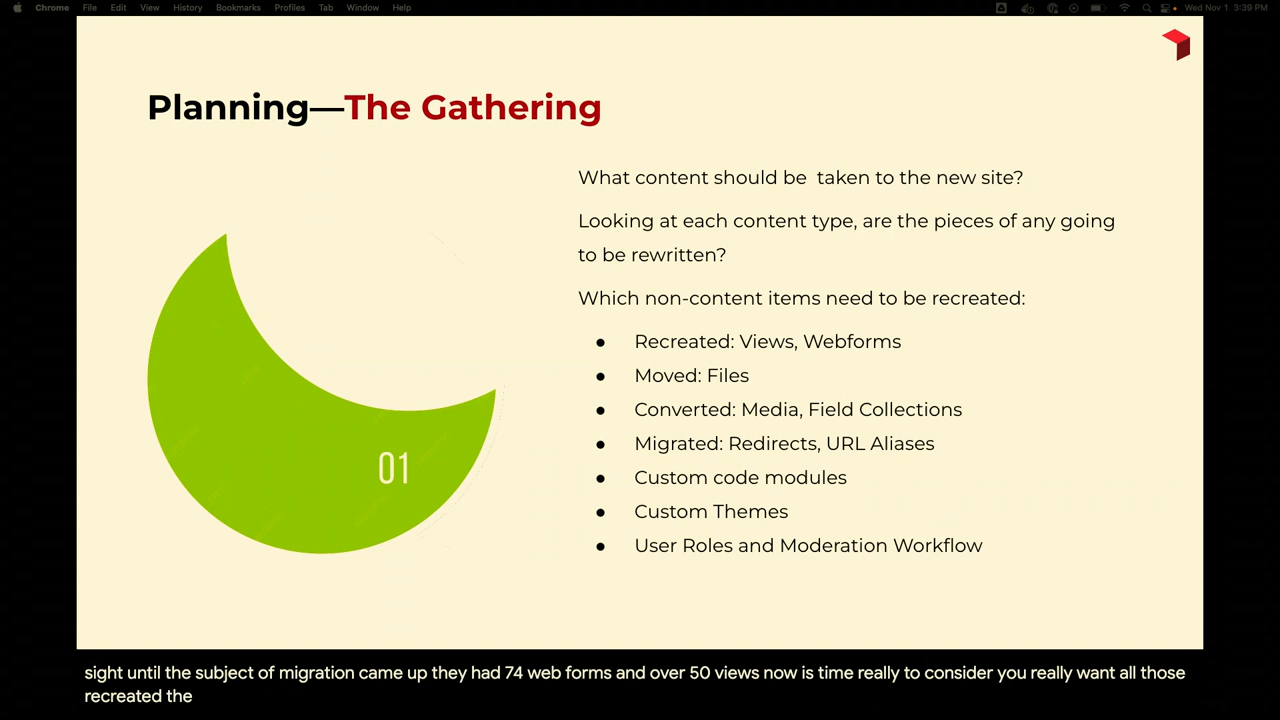 Chrome File Edit View History Bookmarks Profiles Tab Window Help Wed Nov 1 3:39 PM
Planning—The Gathering
What content should be  taken to the new site?
Looking at each content type, are the pieces of any going
to be rewritten?
Which non-content items need to be recreated:
● Recreated: Views, Webforms
● Moved: Files
● Converted: Media, Field Collections
● Migrated: Redirects, URL Aliases
● Custom code modules
● Custom Themes
● User Roles and Moderation Workflow
01
sight until the subject of migration came up they had 74 web forms and over 50 views now is time really to consider you really want all those
recreated the